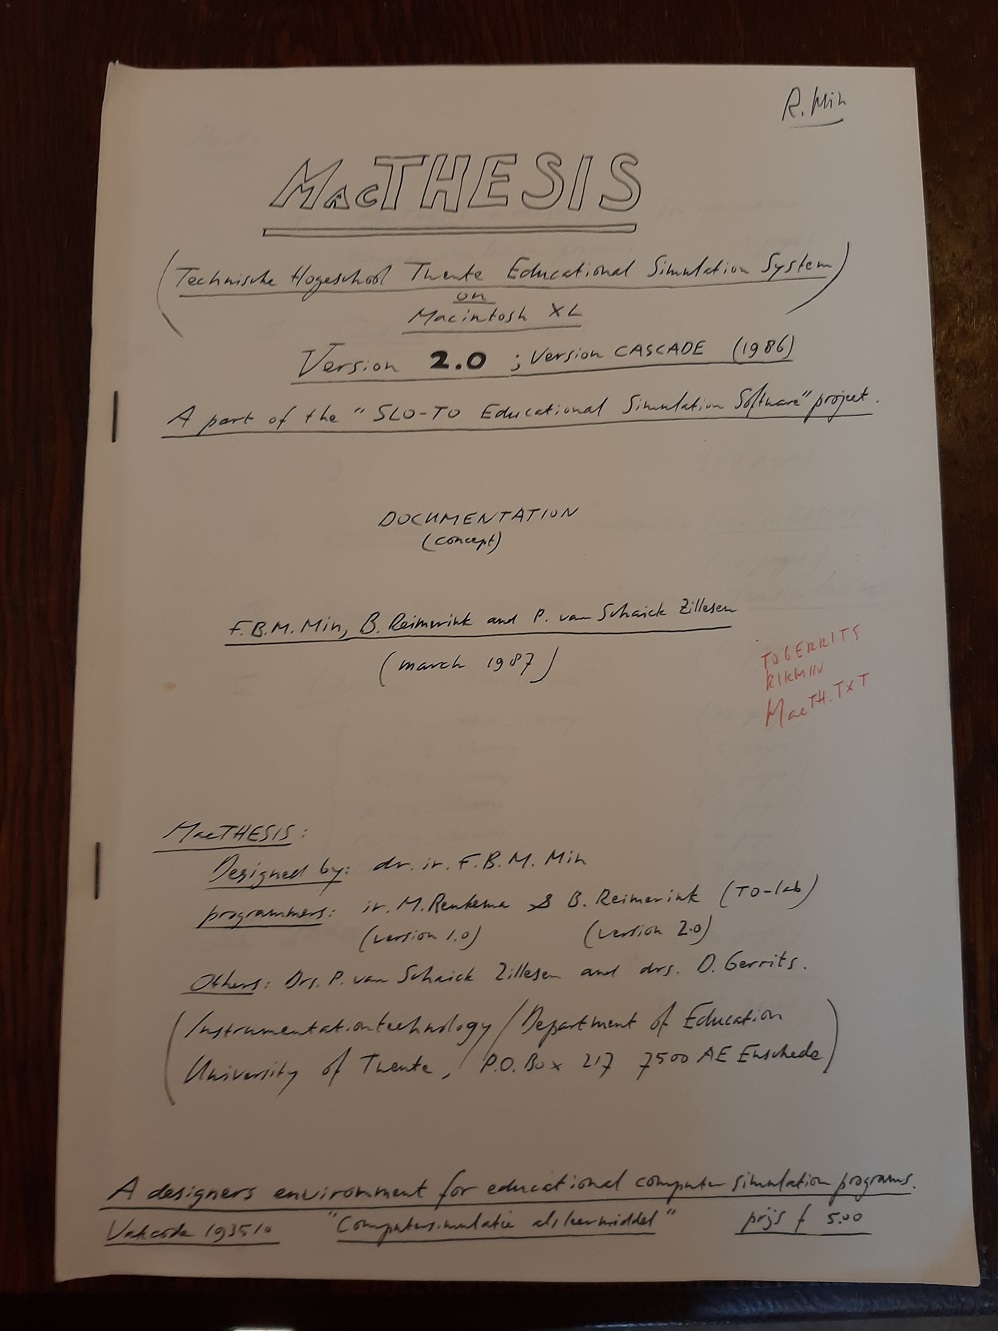 R. Min
MacTHESIS
(Technische Hogeschool Twente Educational Simulation System)
on
Macintosh XL
Version 2.0 ; Version CASCADE (1986)
A part of the "SLO-TO Educational Simulation Software" project.
DOCUMENTATION
(concept)
F.B.M. Min, B. Reimerink and P. van Schaick Zillesen
(march 1987)
TOGERRITS
RIKMIN
MacTH.TXT
MacTHESIS:
Designed by: dr. ir. F.B.M. Min
programmers: ir. M. Renkema & B. Reimerink (TO-lab)
(version 1.0) (version 2.0)
Others: Drs. P. van Schaick Zillesen and drs. D. Gerrits.
(Instrumentationtechnology / Department of Education
University of Twente, P.O. Box 217 7500 AE Enschede)
A designers environment for educational computer simulation programs.
Vakcode 193510 "Computersimulatie als leermiddel" prijs f 5.00